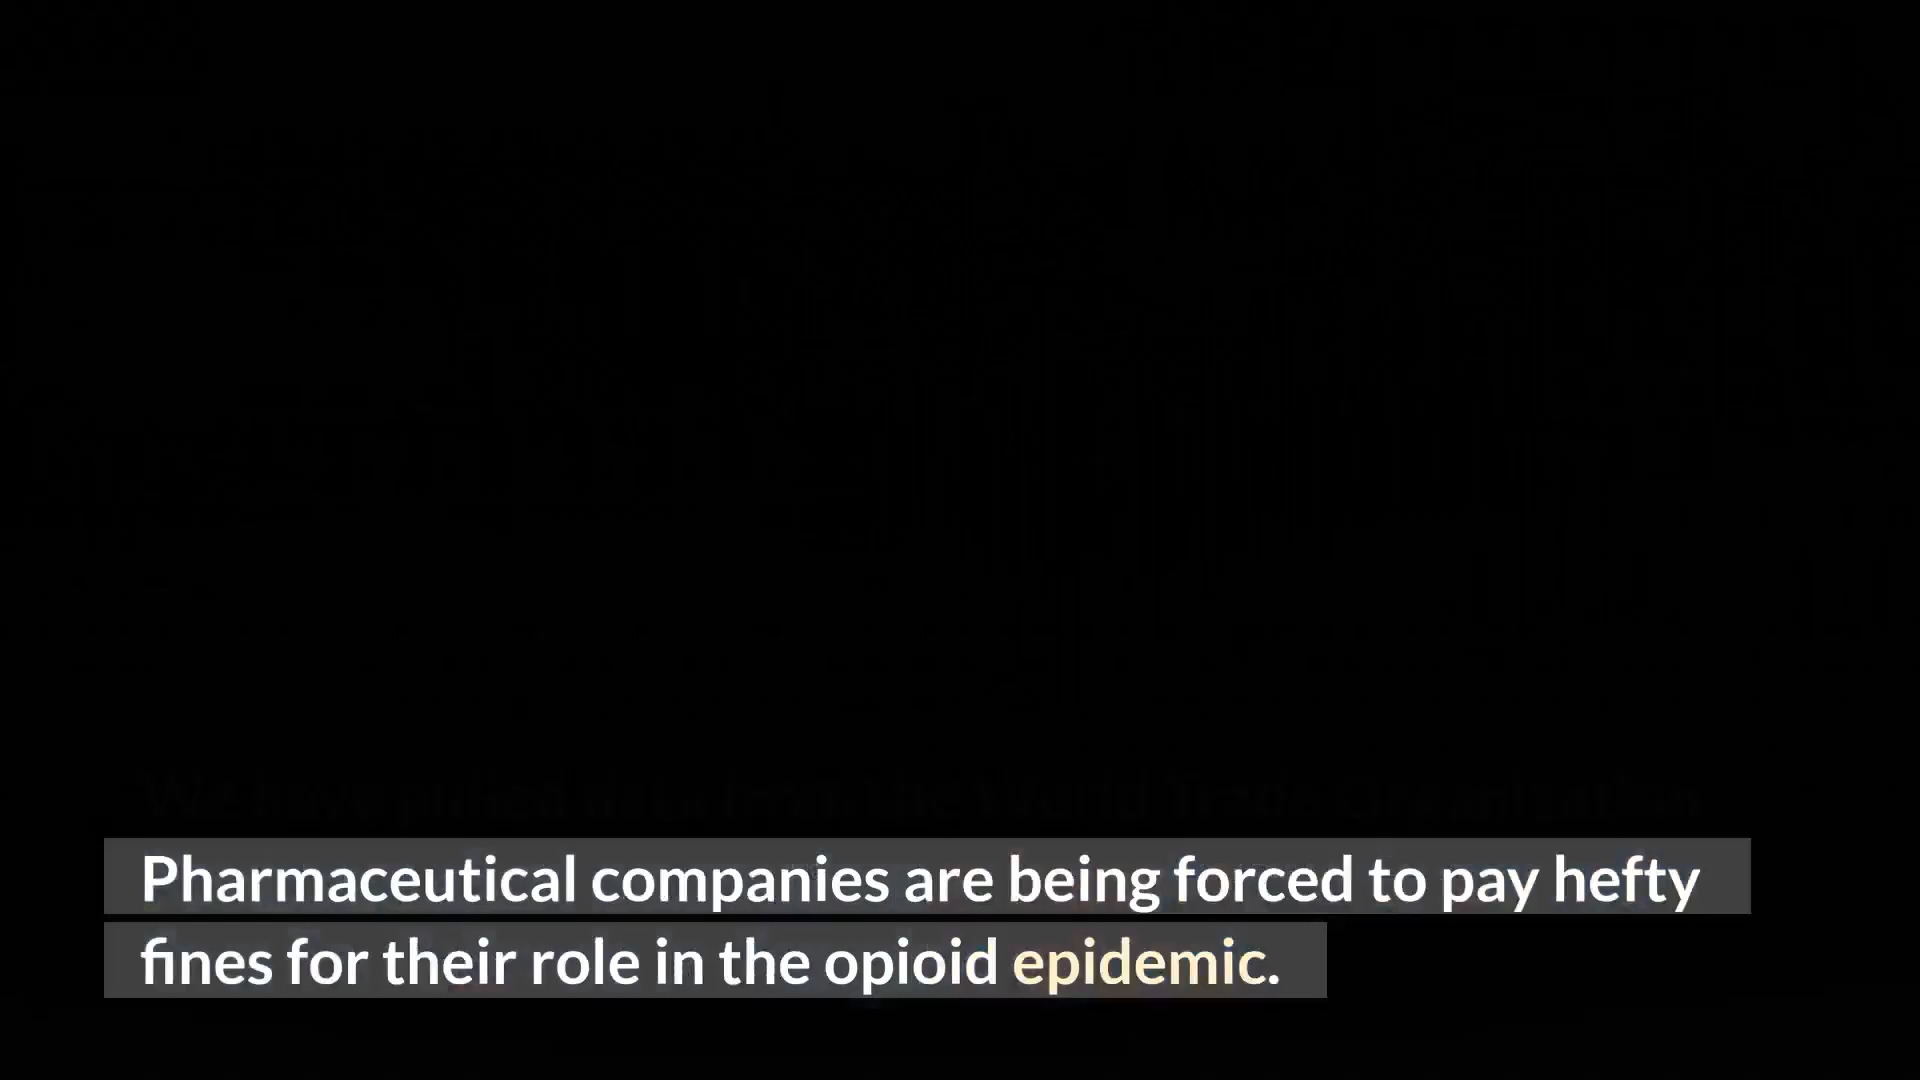 Pharmaceutical companies are being forced to pay hefty
fines for their role in the opioid epidemic.